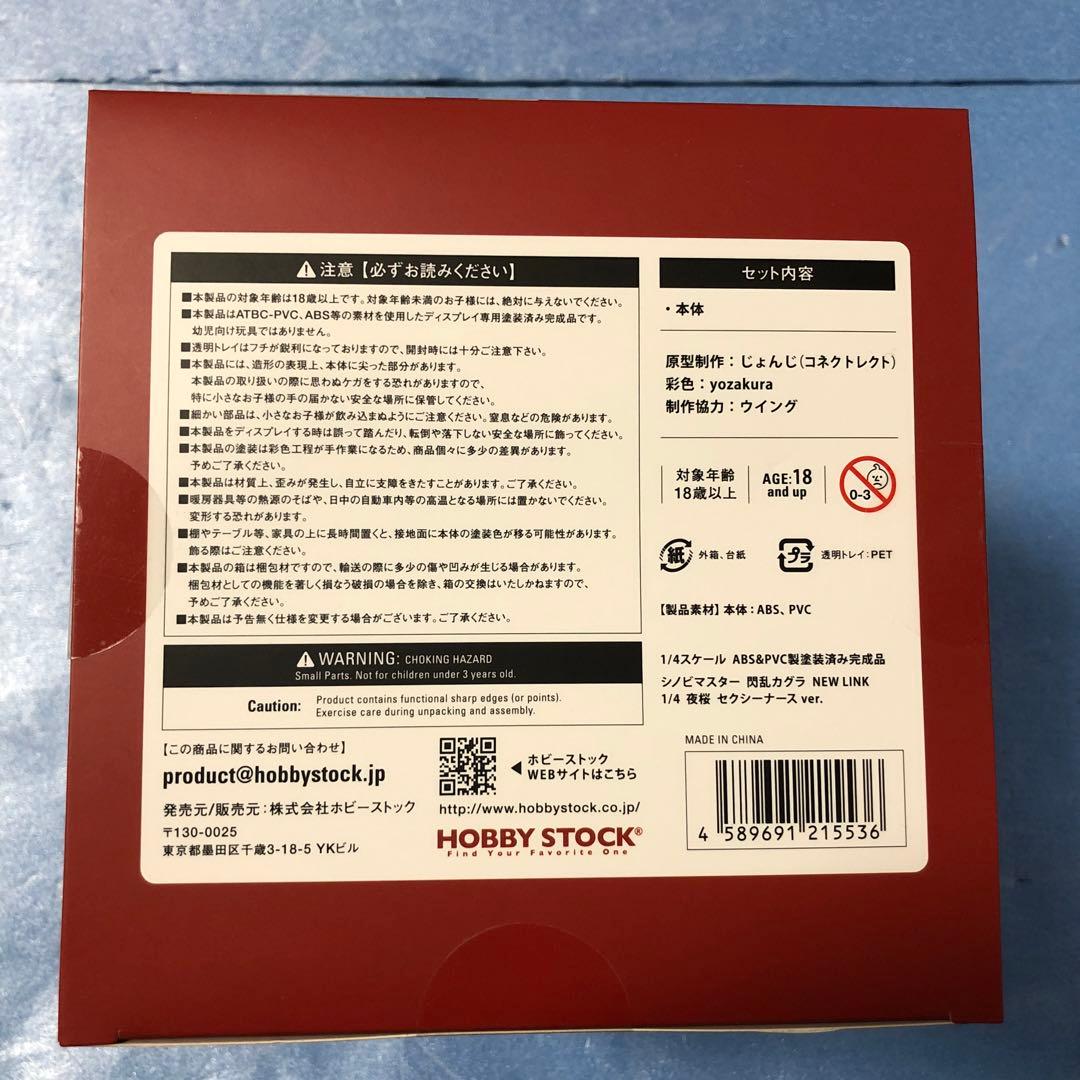 ⚠注意【必ずお読みください】
■本製品の対象年齢は18歳以上です。対象年齢未満のお子様には、絶対に与えないでください。
■本製品はATBC-PVC、ABS等の素材を使用したディスプレイ専用塗装済み完成品です。
幼児向け玩具ではありません。
■透明トレイはフチが鋭利になっておりますので、開封時には十分ご注意下さい。
■本製品には、造形の表現上、本体に尖った部分があります。
本製品の取り扱いの際に思わぬケガをする恐れがありますので、
特に小さなお子様の手の届かない安全な場所に保管してください。
■細かい部品は、小さなお子様が飲み込まぬようにご注意ください。窒息などの危険があります。
■本製品をディスプレイする時は誤って踏んだり、転倒や落下しない安全な場所に飾ってください。
■本製品の塗装は彩色工程が手作業になるため、商品個々に多少の差異があります。
予めご了承ください。
■本製品は材質上、歪みが発生し、自立に支障をきたすことがあります。ご了承ください。
■暖房器具等の熱源のそばや、日中の自動車内等の高温となる場所には置かないでください。
変形する恐れがあります。
■棚やテーブル等、家具の上に長時間置くと、接地面に本体の塗装色が移る可能性があります。
飾る際はご注意ください。
■本製品の箱は梱包材ですので、輸送の際に多少の傷や凹みが生じる場合があります。
梱包材としての機能を著しく損なう破損の場合を除き、箱の交換はいたしかねますので、
予めご了承ください。
■本製品は予告無く仕様を変更する場合がございます。ご了承ください。
⚠WARNING: CHOKING HAZARD
Small Parts. Not for children under 3 years old.
Caution: Product contains functional sharp edges (or points).
Exercise care during unpacking and assembly.
【この商品に関するお問い合わせ】
product@hobbystock.jp
発売元/販売元:株式会社ホビーストック
〒130-0025
東京都墨田区千歳3-18-5 YKビル
◀ホビーストック
WEBサイトはこちら
http://www.hobbystock.co.jp/
HOBBY STOCK®
Find Your Favorite One
セット内容
・本体
原型制作:じょんじ(コネクトレクト)
彩色:yozakura
制作協力:ウイング
対象年齢
18歳以上
AGE:18
and up
0-3
紙 外箱、台紙
プラ 透明トレイ:PET
【製品素材】本体:ABS、PVC
1/4スケール ABS&PVC製塗装済み完成品
シノビマスター 閃乱カグラ NEW LINK
1/4 夜桜 セクシーナース ver.
MADE IN CHINA
4 589691 215536